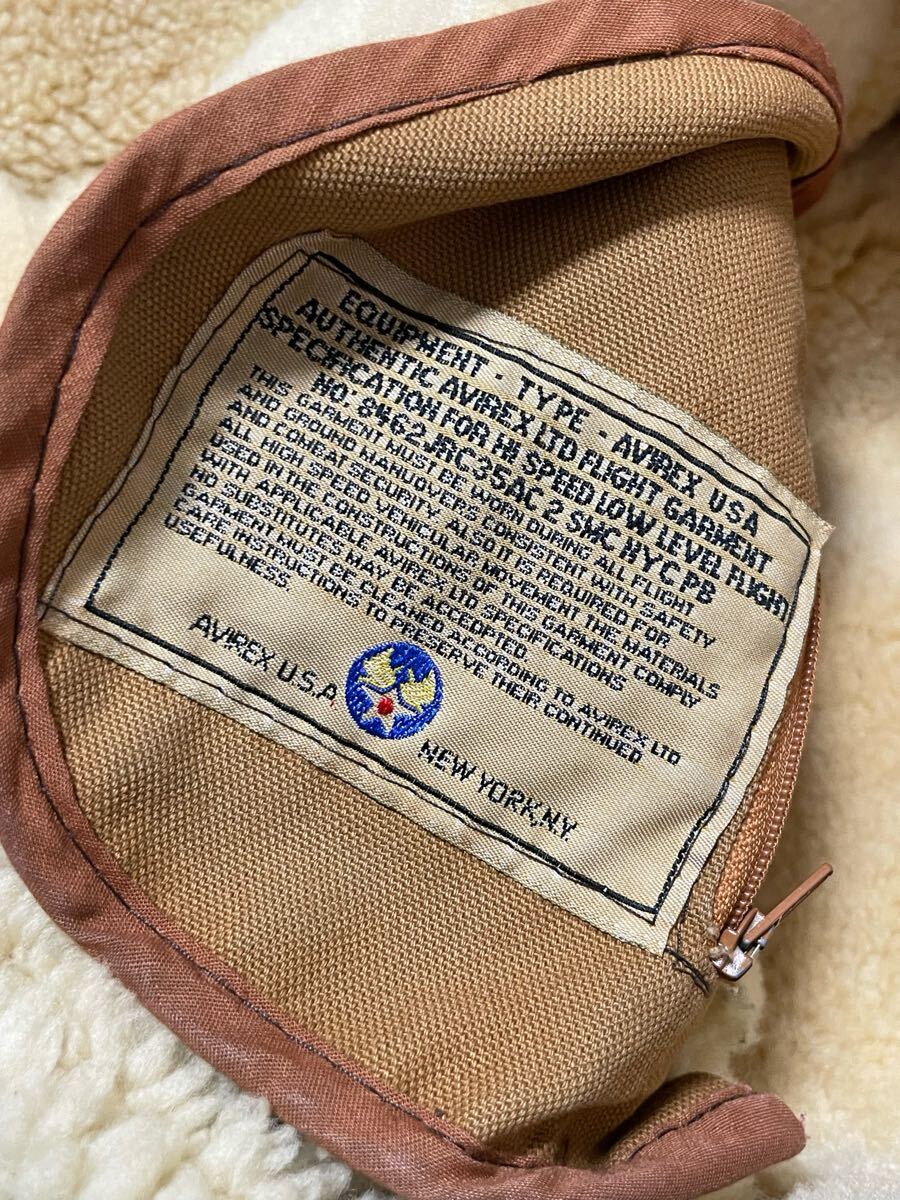 EQUIPMENT - TYPE - AVIREX USA
AUTHENTIC AVIREX LTD FLIGHT GARMENT
SPECIFICATION FOR HI SPEED LOW LEVEL FLIGHT
NO: 8462JRC35AC 2 SMC NYC PB
THIS GARMENT MUST BE WORN DURING ALL FLIGHT
AND GROUND MANUOVERS CONSISTENT WITH SAFETY
AND COMBAT SECURITY. ALSO IT IS REQUIRED FOR
ALL HIGH SPEED VEHICULAR MOVEMENT THE MATERIALS
USED IN THE CONSTRUCTIONS OF THIS GARMENT COMPLY
WITH APPLICABLE AVIREX LTD SPECIFICATIONS
NO SUBSTITUTES MAY BE ACCEOPTED.
GARMENT MUST BE CLEANED ARCORDING TO AVIREX LTD
CARE INSTRUCTIONS TO PRESERVE THEIR CONTINUED
USEFULNESS.
AVIREX U.S.A
NEW YORK,N.Y.